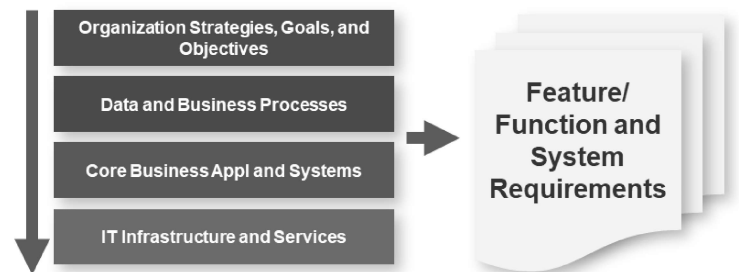 Organization Strategies, Goals, and
Objectives
Data and Business Processes
Core Business Appl and Systems
IT Infrastructure and Services
Feature/
Function and
System
Requirements